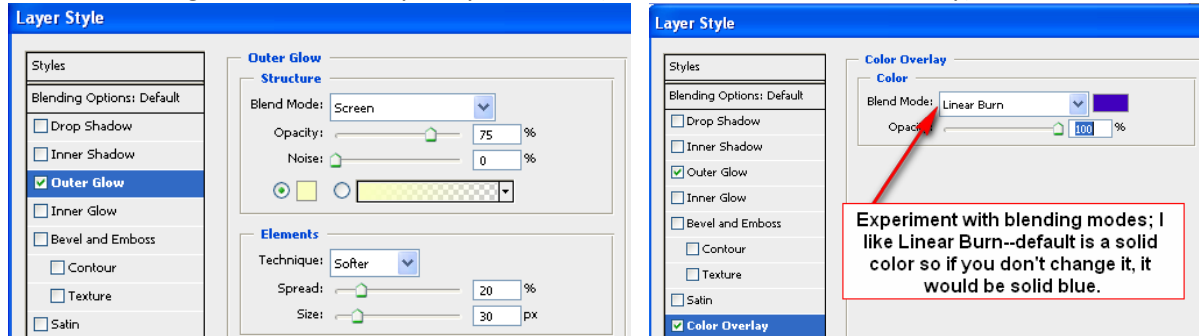 Layer Style
Styles
Blending Options: Default
Drop Shadow
Inner Shadow
Outer Glow
Inner Glow
Bevel and Emboss
Contour
Texture
Satin
Outer Glow
Structure
Blend Mode: Screen
Opacity: 75 %
Noise: 0 %
Elements
Technique: Softer
Spread: 20 %
Size: 30 px
Layer Style
Styles
Blending Options: Default
Drop Shadow
Inner Shadow
Outer Glow
Inner Glow
Bevel and Emboss
Contour
Texture
Satin
Color Overlay
Color Overlay
Color
Blend Mode: Linear Burn
Opacity: 100 %
Experiment with blending modes; I
like Linear Burn--default is a solid
color so if you don't change it, it
would be solid blue.